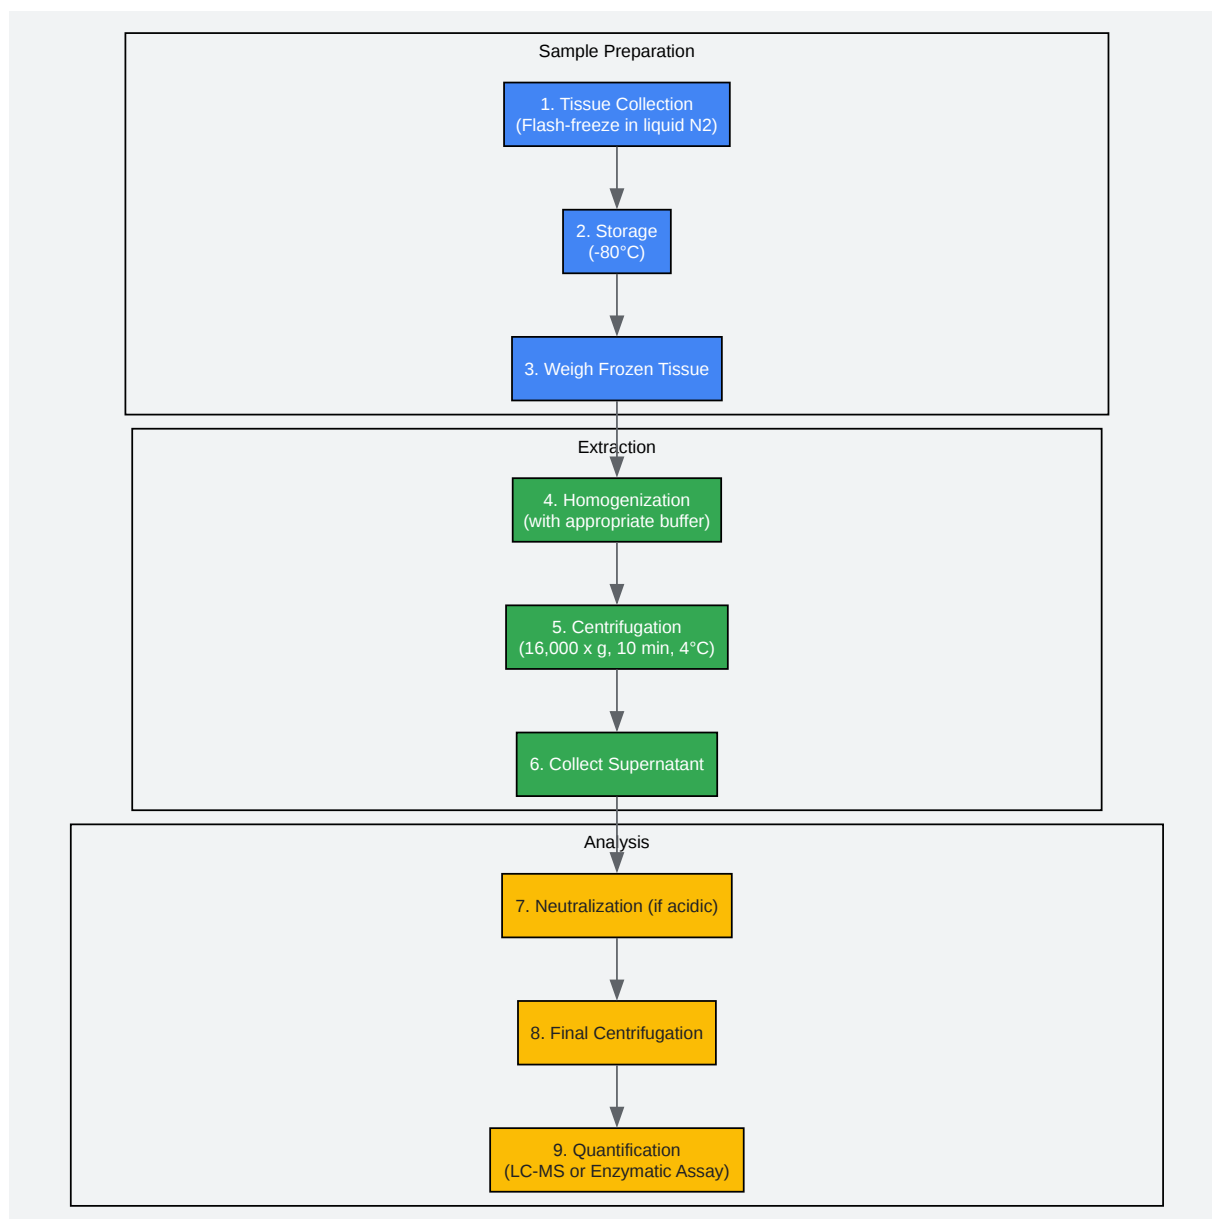 Sample Preparation
1. Tissue Collection
(Flash-freeze in liquid N2)
2. Storage
(-80°C)
3. Weigh Frozen Tissue
Extraction
4. Homogenization
(with appropriate buffer)
5. Centrifugation
(16,000 x g, 10 min, 4°C)
6. Collect Supernatant
Analysis
7. Neutralization (if acidic)
8. Final Centrifugation
9. Quantification
(LC-MS or Enzymatic Assay)